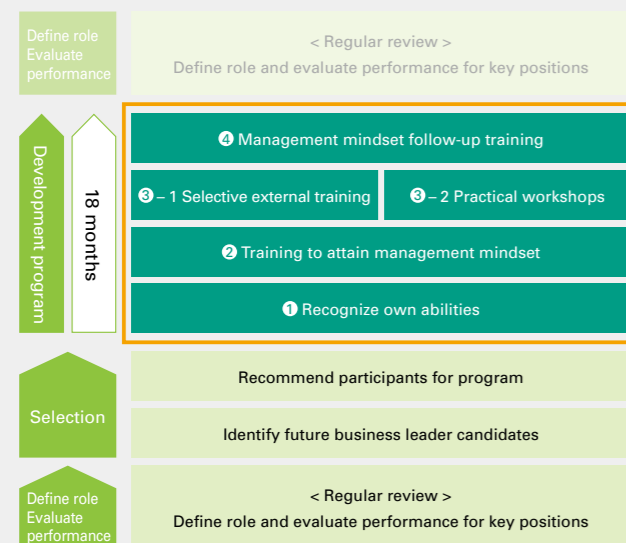 Define role
Evaluate
performance
< Regular review >
Define role and evaluate performance for key positions
Development program
18 months
❹ Management mindset follow-up training
❸ – 1 Selective external training
❸ – 2 Practical workshops
❷ Training to attain management mindset
❶ Recognize own abilities
Selection
Recommend participants for program
Identify future business leader candidates
Define role
Evaluate
performance
< Regular review >
Define role and evaluate performance for key positions